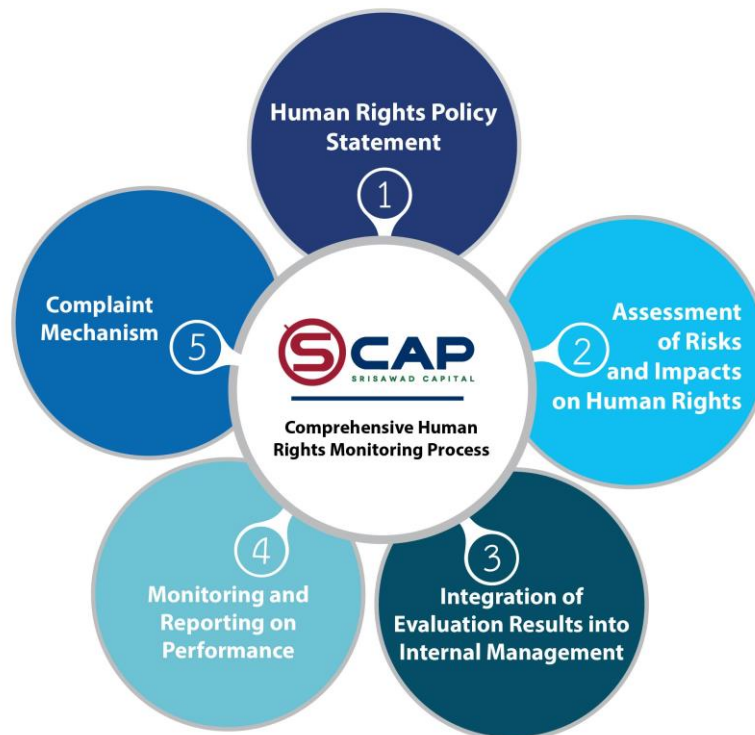 Human Rights Policy
Statement
1
Assessment
of Risks
and Impacts
on Human Rights
2
3
Integration of
Evaluation Results into
Internal Management
4
Monitoring and
Reporting on
Performance
Complaint
Mechanism
5
SCAP
SRISAWAD CAPITAL
Comprehensive Human
Rights Monitoring Process